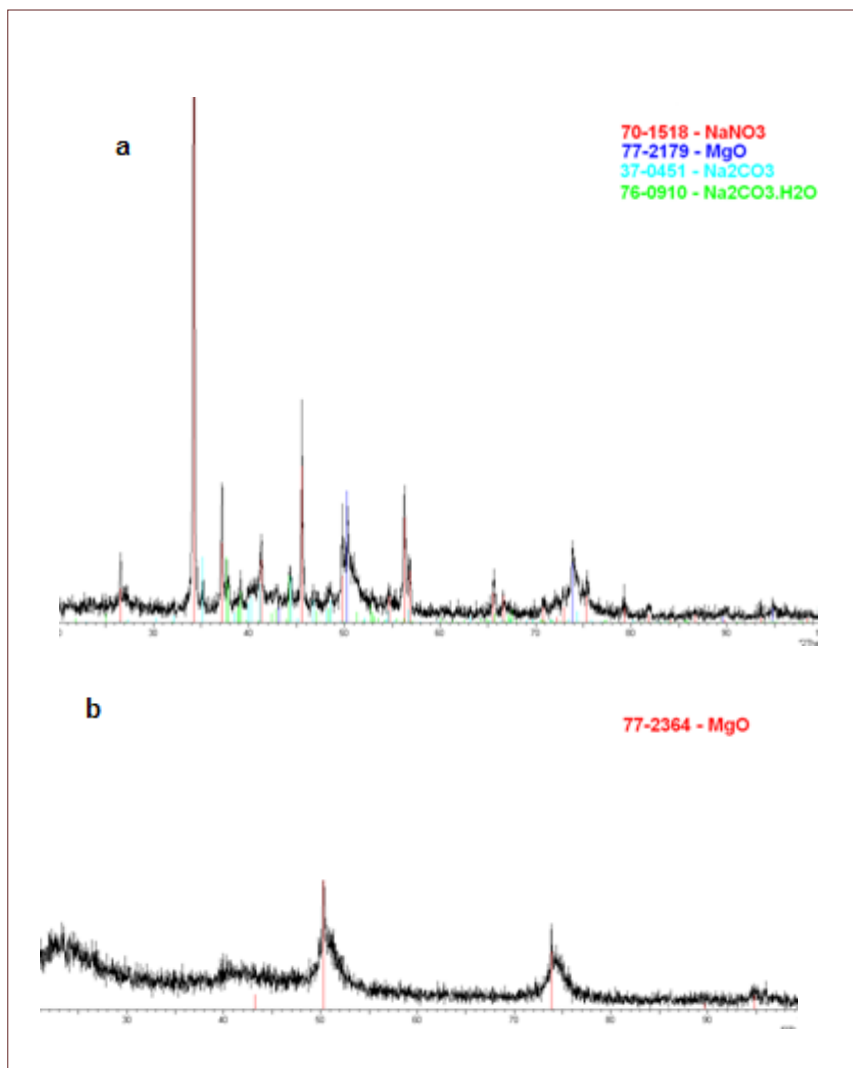 a
70-1518 - NaNO3
77-2179 - MgO
37-0451 - Na2CO3
76-0910 - Na2CO3.H2O
30 40 50 60 70 80 90
b
77-2364 - MgO
30 40 50 60 70 80 90